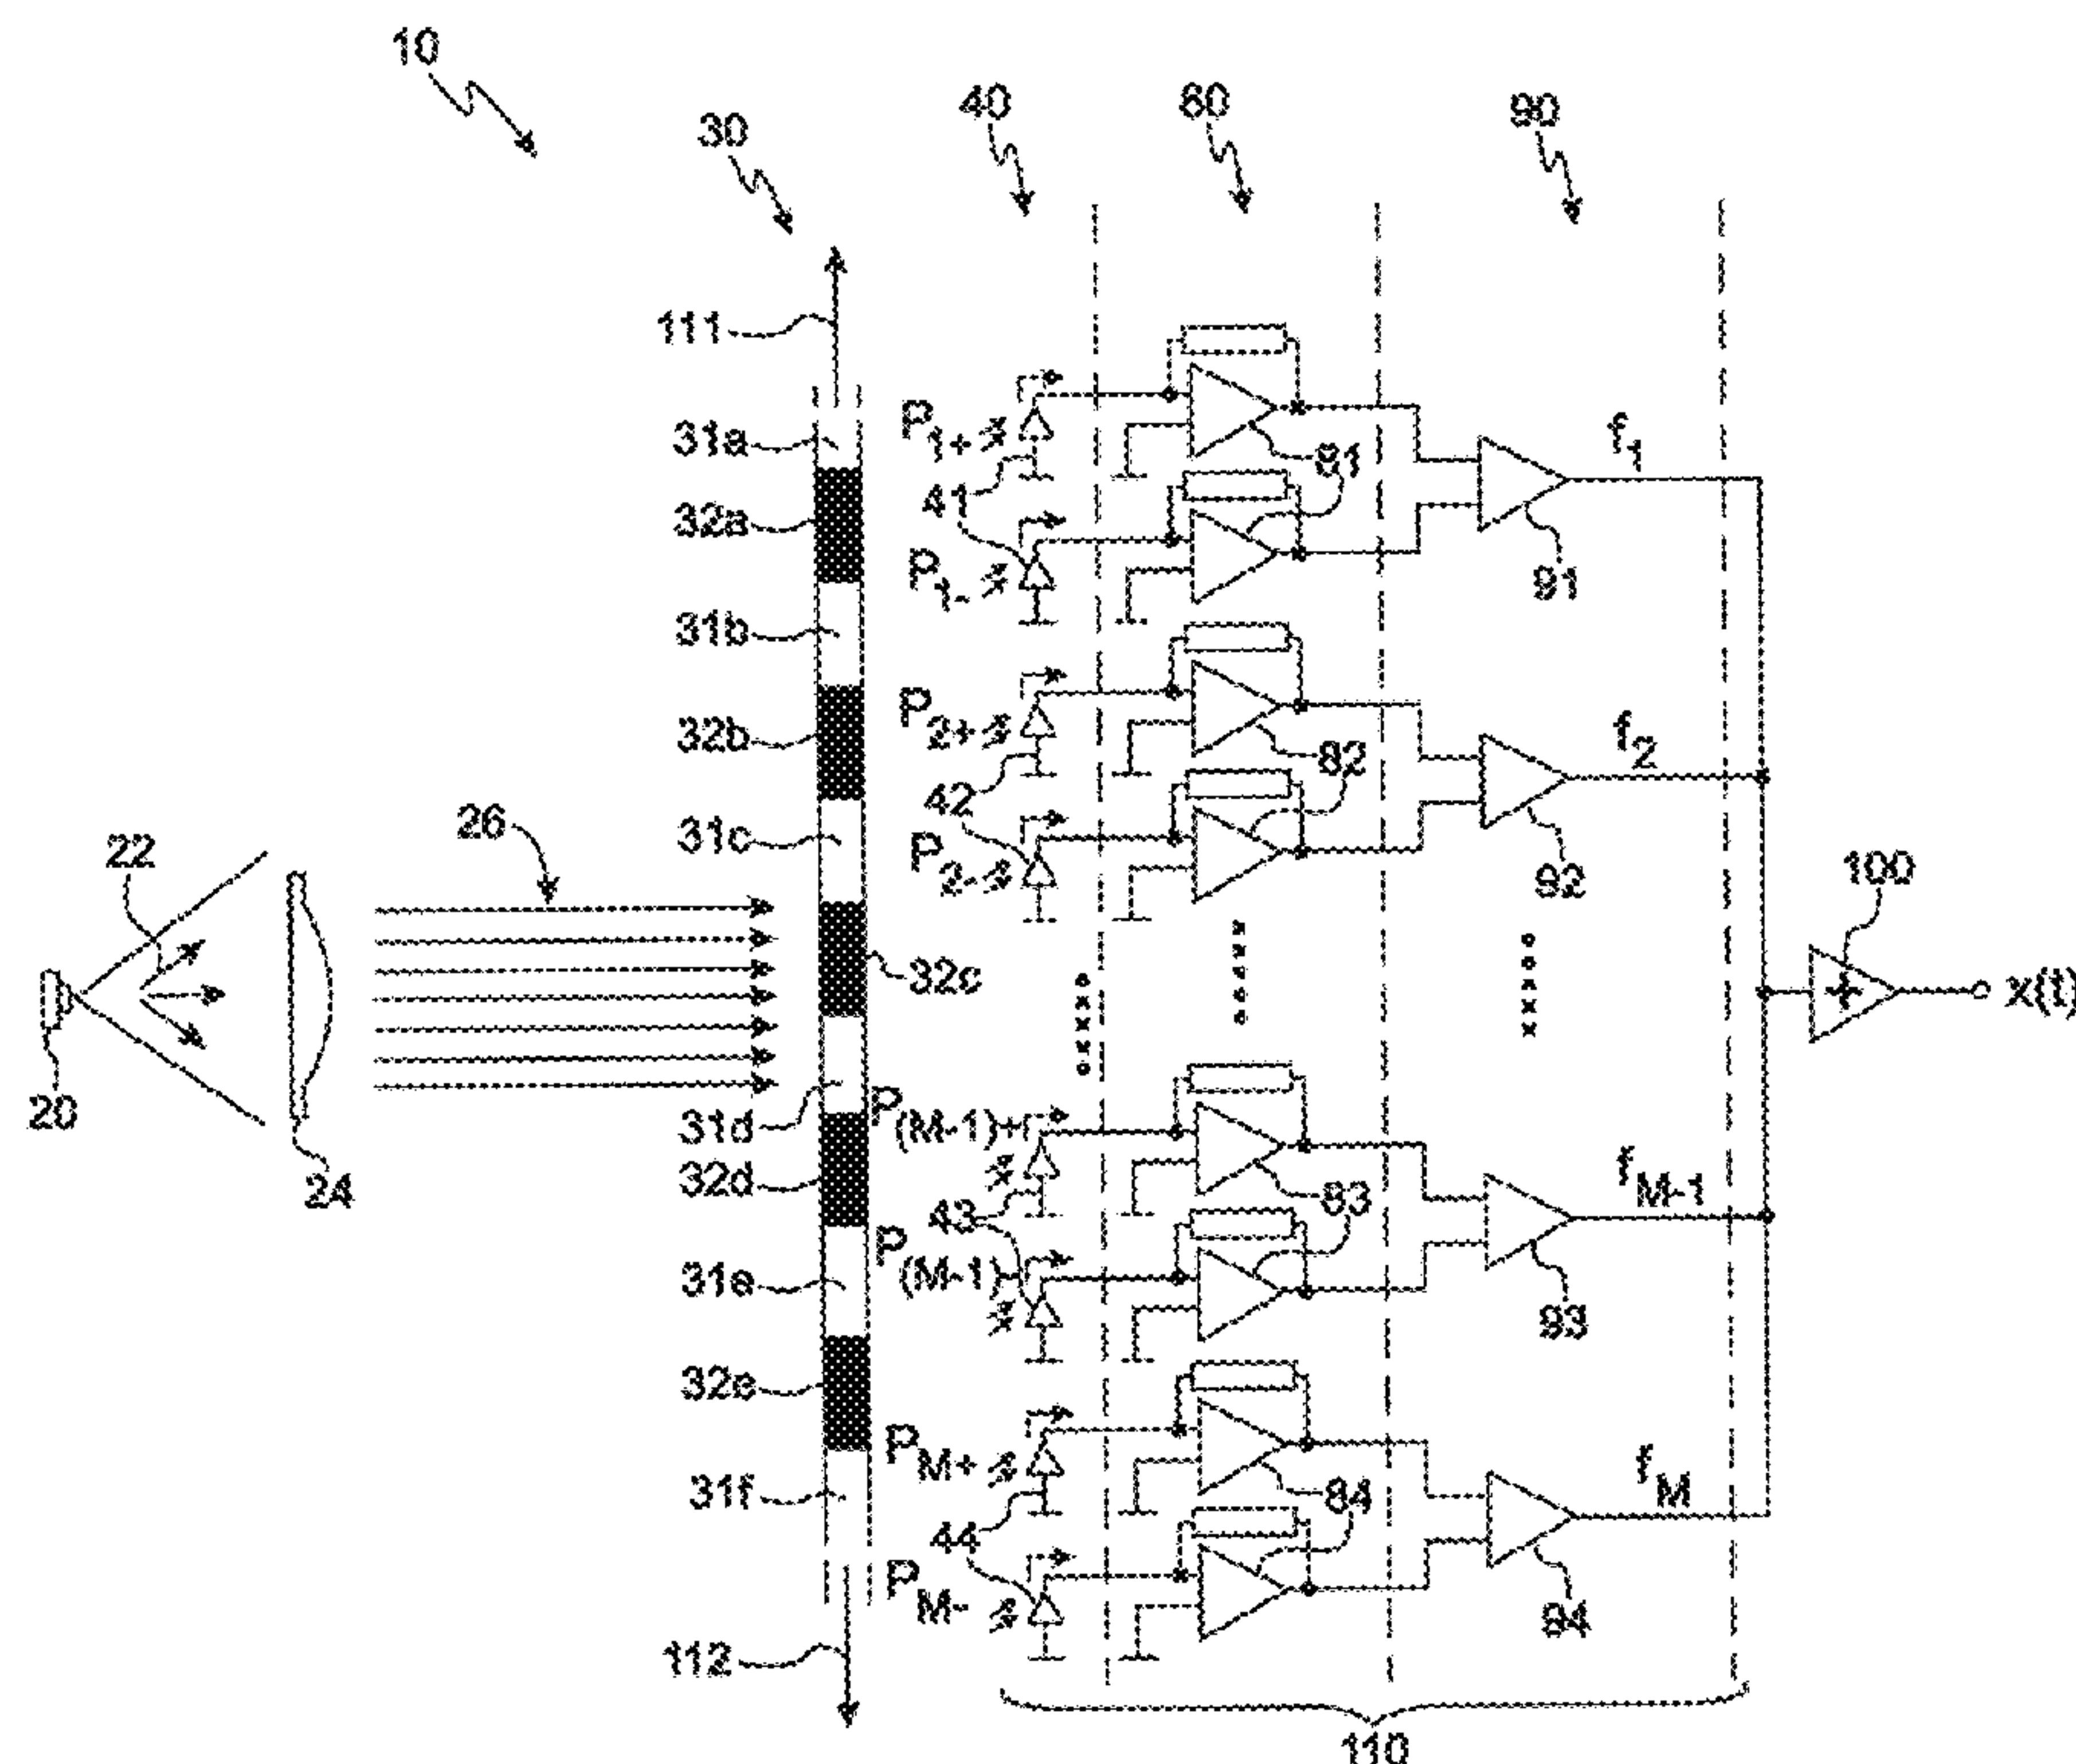 10
30
40
80
90
111
31a
32a
31b
32b
31c
32c
31d
32d
31e
32e
31f
112
26
22
20
24
P1+
41
P1-
P2+
42
P2-
P(M-1)+
43
P(M-1)-
PM+
44
PM-
81
82
83
84
f1
91
f2
92
fM-1
93
fM
94
100
+
x(t)
110